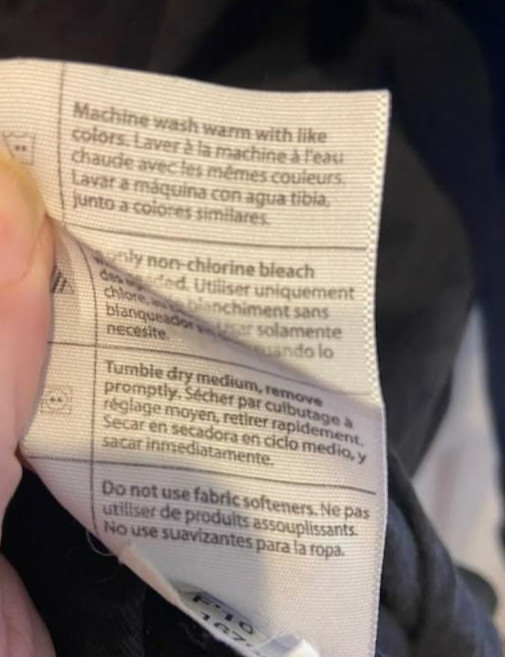 Machine wash warm with like
colors. Laver à la machine à l'eau
chaude avec les mêmes couleurs.
Lavar a máquina con agua tibia,
junto a colores similares.
only non-chlorine bleach
Utiliser uniquement
chlore, blanchiment sans
blanqueador solamente
cuando lo
necesite.
Tumble dry medium, remove
promptly. Sécher par culbutage à
réglage moyen, retirer rapidement.
Secar en secadora en ciclo medio, y
sacar inmediatamente.
Do not use fabric softeners. Ne pas
utiliser de produits assouplissants.
No use suavizantes para la ropa.